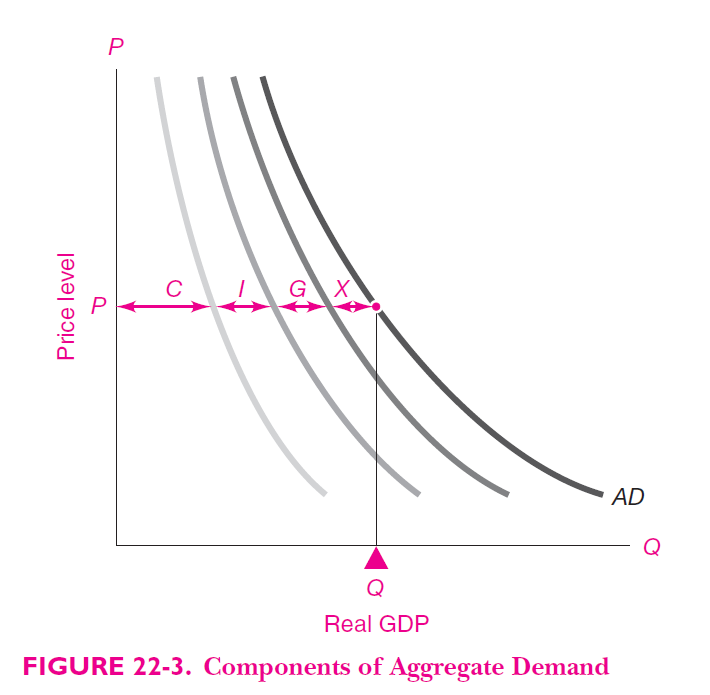 P
Price level
P
C I G X
AD
Q
Q
Real GDP
FIGURE 22-3. Components of Aggregate Demand